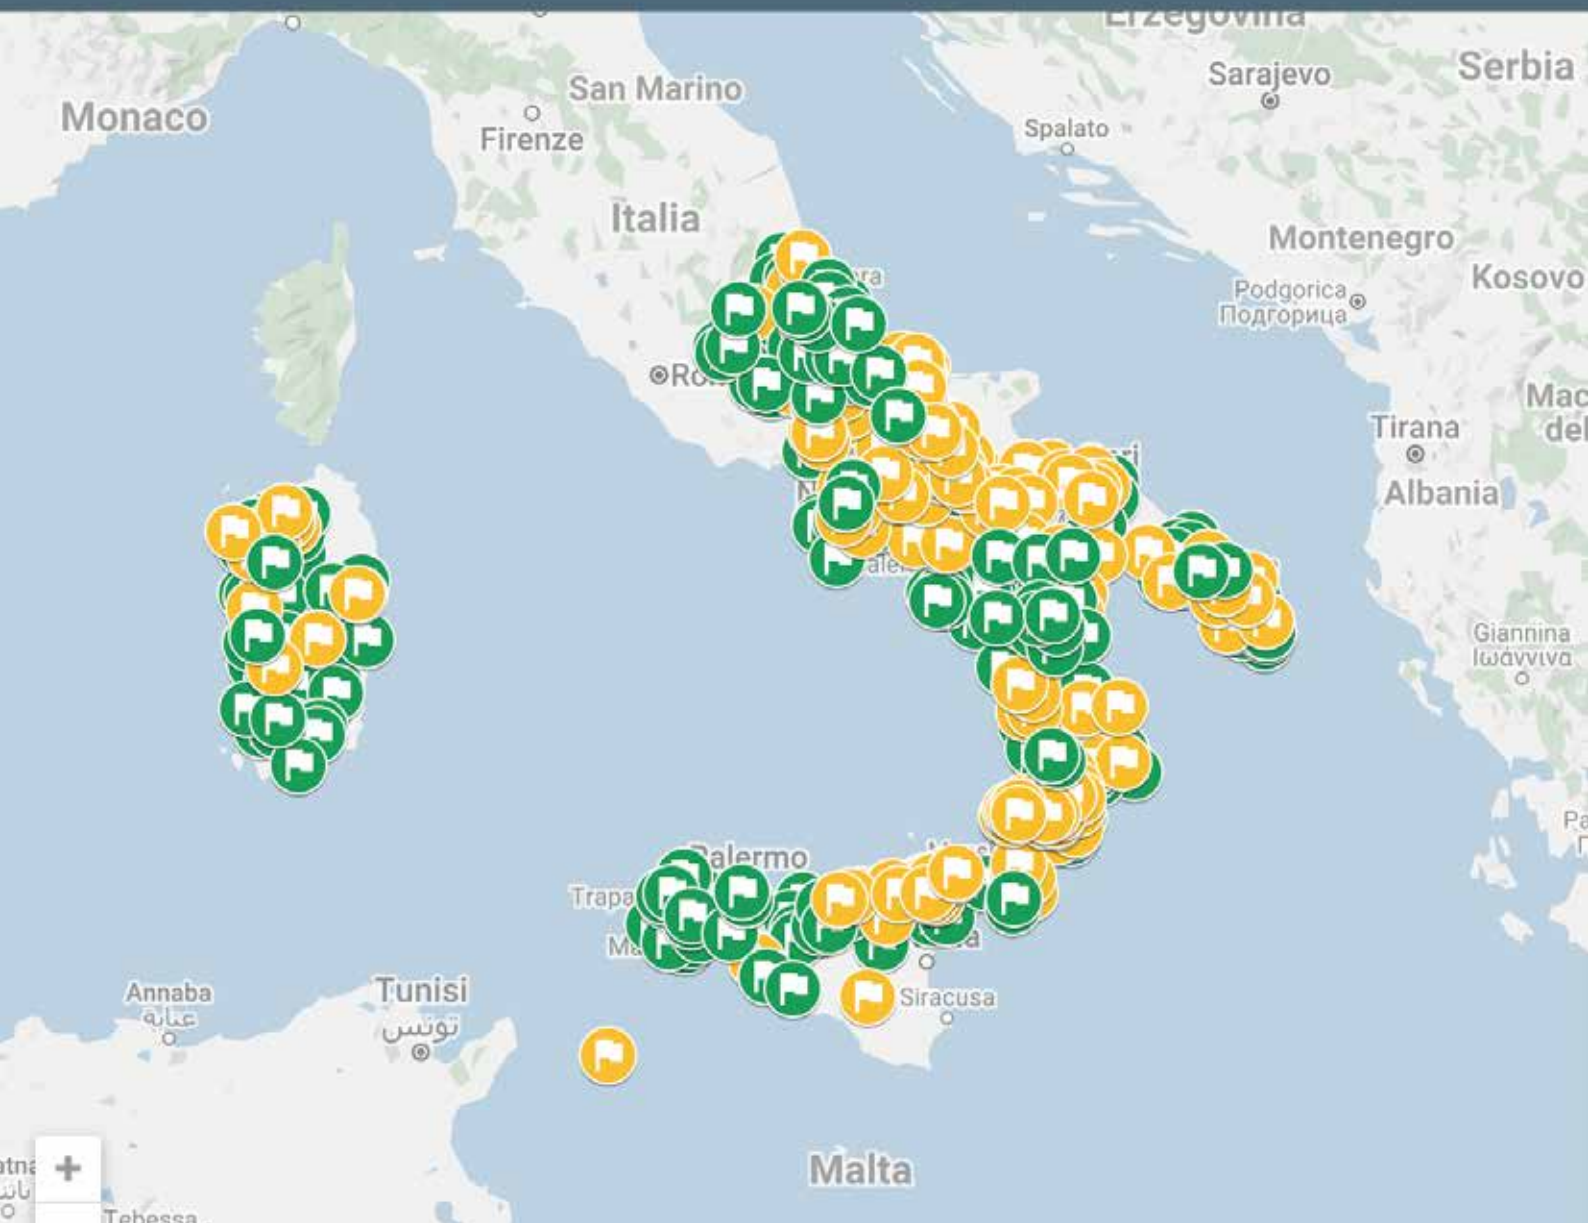 Erzegovina
Serbia
Sarajevo
San Marino
Monaco
Firenze
Spalato
Italia
Montenegro
Kosovo
Podgorica
Подгорица
Tirana
Albania
Giannina
Ιωάννινα
Palermo
Siracusa
Annaba
عنابة
Tunisi
تونس
Malta
+
Tebessa